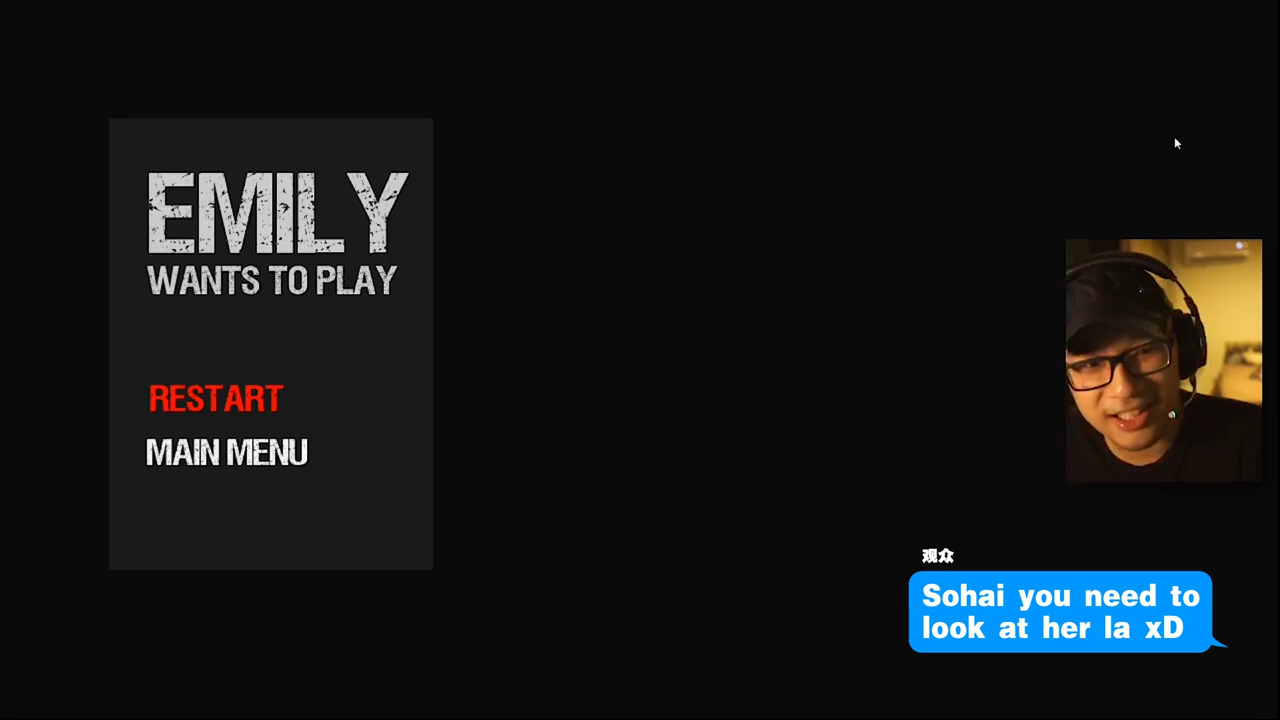 EMILY
WANTS TO PLAY
RESTART
MAIN MENU
观众
Sohai you need to
look at her la xD